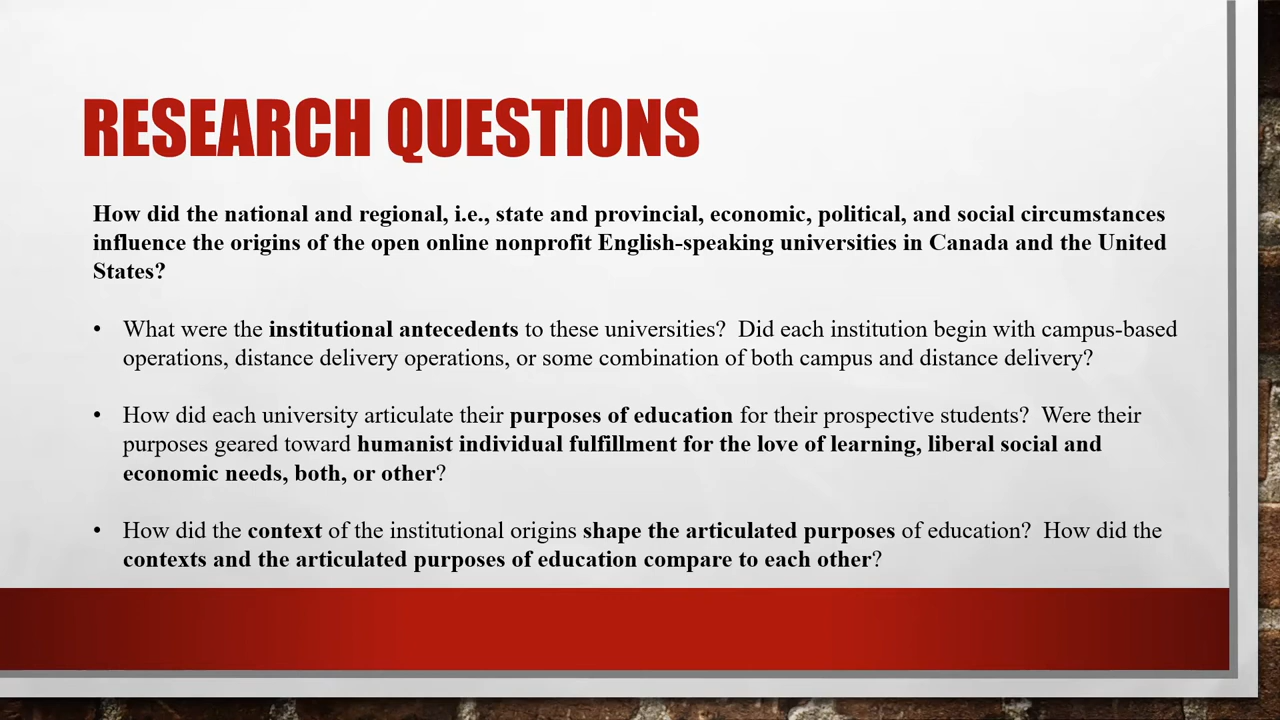 RESEARCH QUESTIONS
How did the national and regional, i.e., state and provincial, economic, political, and social circumstances
influence the origins of the open online nonprofit English-speaking universities in Canada and the United
States?
• What were the institutional antecedents to these universities?  Did each institution begin with campus-based
operations, distance delivery operations, or some combination of both campus and distance delivery?
• How did each university articulate their purposes of education for their prospective students?  Were their
purposes geared toward humanist individual fulfillment for the love of learning, liberal social and
economic needs, both, or other?
• How did the context of the institutional origins shape the articulated purposes of education?  How did the
contexts and the articulated purposes of education compare to each other?